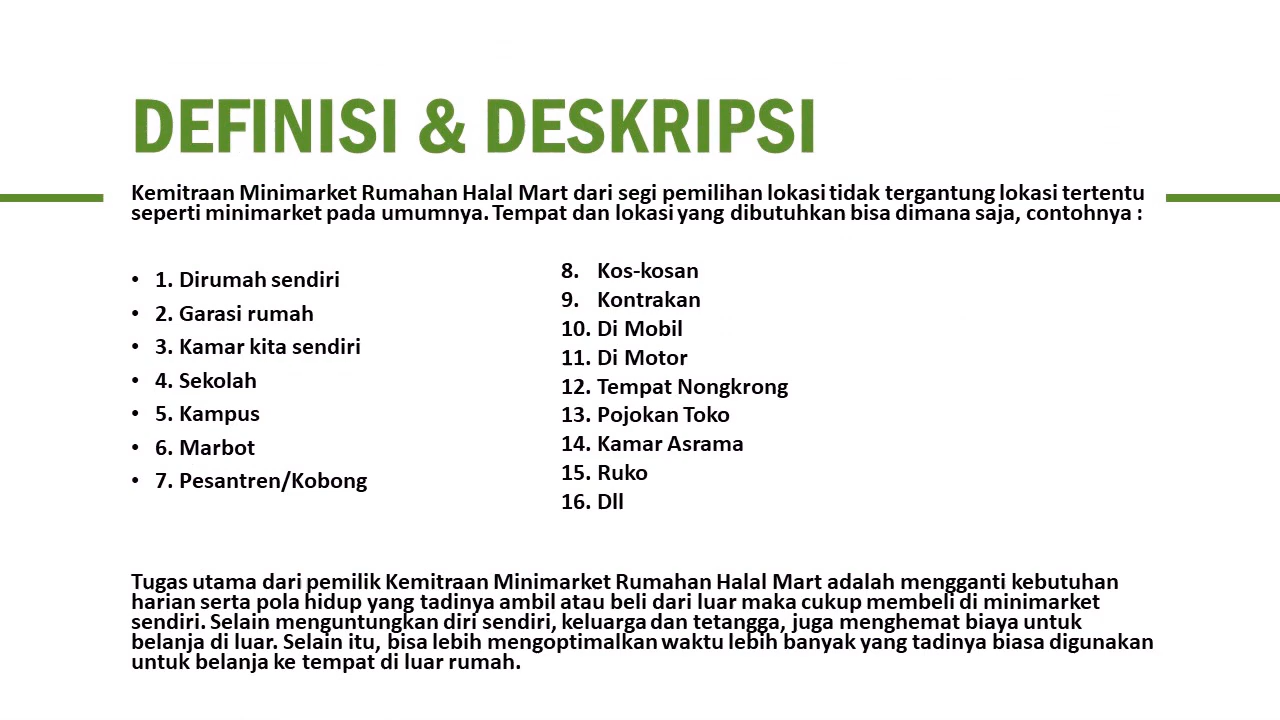 DEFINISI & DESKRIPSI
Kemitraan Minimarket Rumahan Halal Mart dari segi pemilihan lokasi tidak tergantung lokasi tertentu
seperti minimarket pada umumnya. Tempat dan lokasi yang dibutuhkan bisa dimana saja, contohnya :
• 1. Dirumah sendiri
• 2. Garasi rumah
• 3. Kamar kita sendiri
• 4. Sekolah
• 5. Kampus
• 6. Marbot
• 7. Pesantren/Kobong
8. Kos-kosan
9. Kontrakan
10. Di Mobil
11. Di Motor
12. Tempat Nongkrong
13. Pojokan Toko
14. Kamar Asrama
15. Ruko
16. Dll
Tugas utama dari pemilik Kemitraan Minimarket Rumahan Halal Mart adalah mengganti kebutuhan
harian serta pola hidup yang tadinya ambil atau beli dari luar maka cukup membeli di minimarket
sendiri. Selain menguntungkan diri sendiri, keluarga dan tetangga, juga menghemat biaya untuk
belanja di luar. Selain itu, bisa lebih mengoptimalkan waktu lebih banyak yang tadinya biasa digunakan
untuk belanja ke tempat di luar rumah.